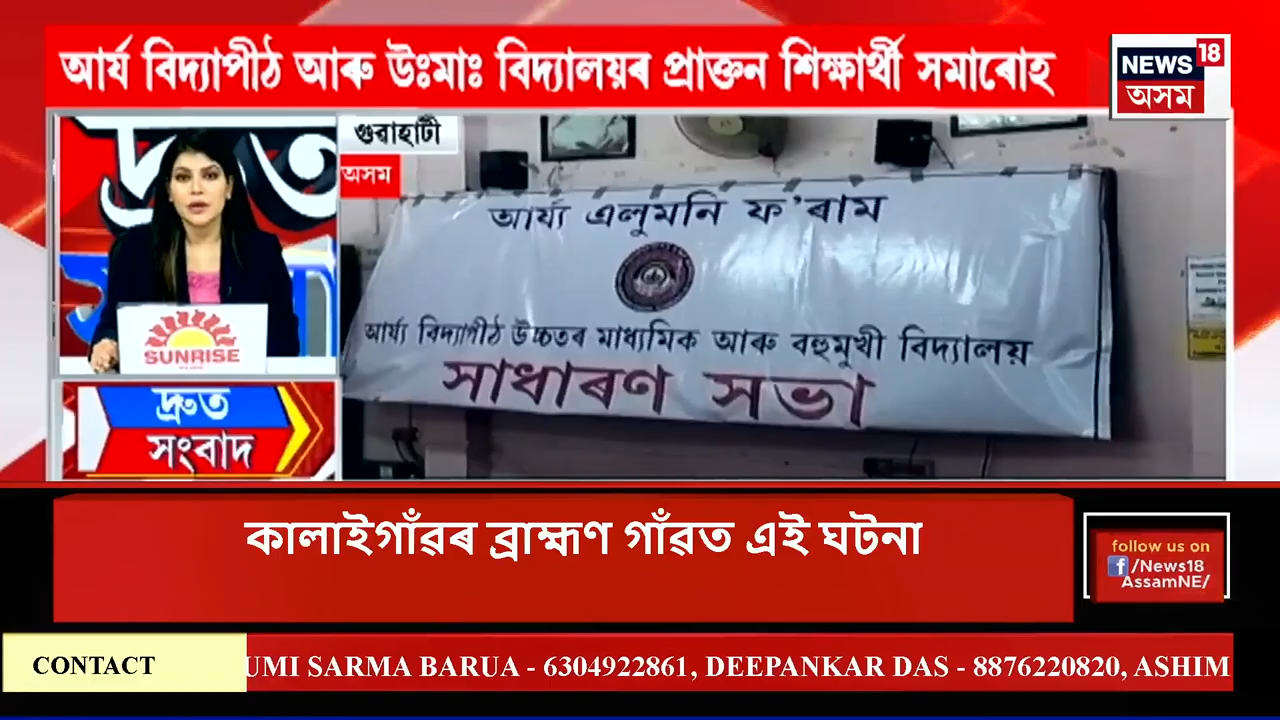 আৰ্য বিদ্যাপীঠ আৰু উঃমাঃ বিদ্যালয়ৰ প্ৰাক্তন শিক্ষাৰ্থী সমাৰোহ
NEWS 18
অসম
দ্ৰুত
গুৱাহাটী
অসম
আৰ্য্য এলুমনি ফ'ৰাম
আৰ্য্য বিদ্যাপীঠ উচ্চতৰ মাধ্যমিক আৰু বহুমুখী বিদ্যালয়
সাধাৰণ সভা
SUNRISE
দ্ৰুত
সংবাদ
কালাইগাঁৱৰ ব্ৰাহ্মণ গাঁৱত এই ঘটনা
follow us on
/News18
AssamNE/
CONTACT
UMI SARMA BARUA - 6304922861, DEEPANKAR DAS - 8876220820, ASHIM